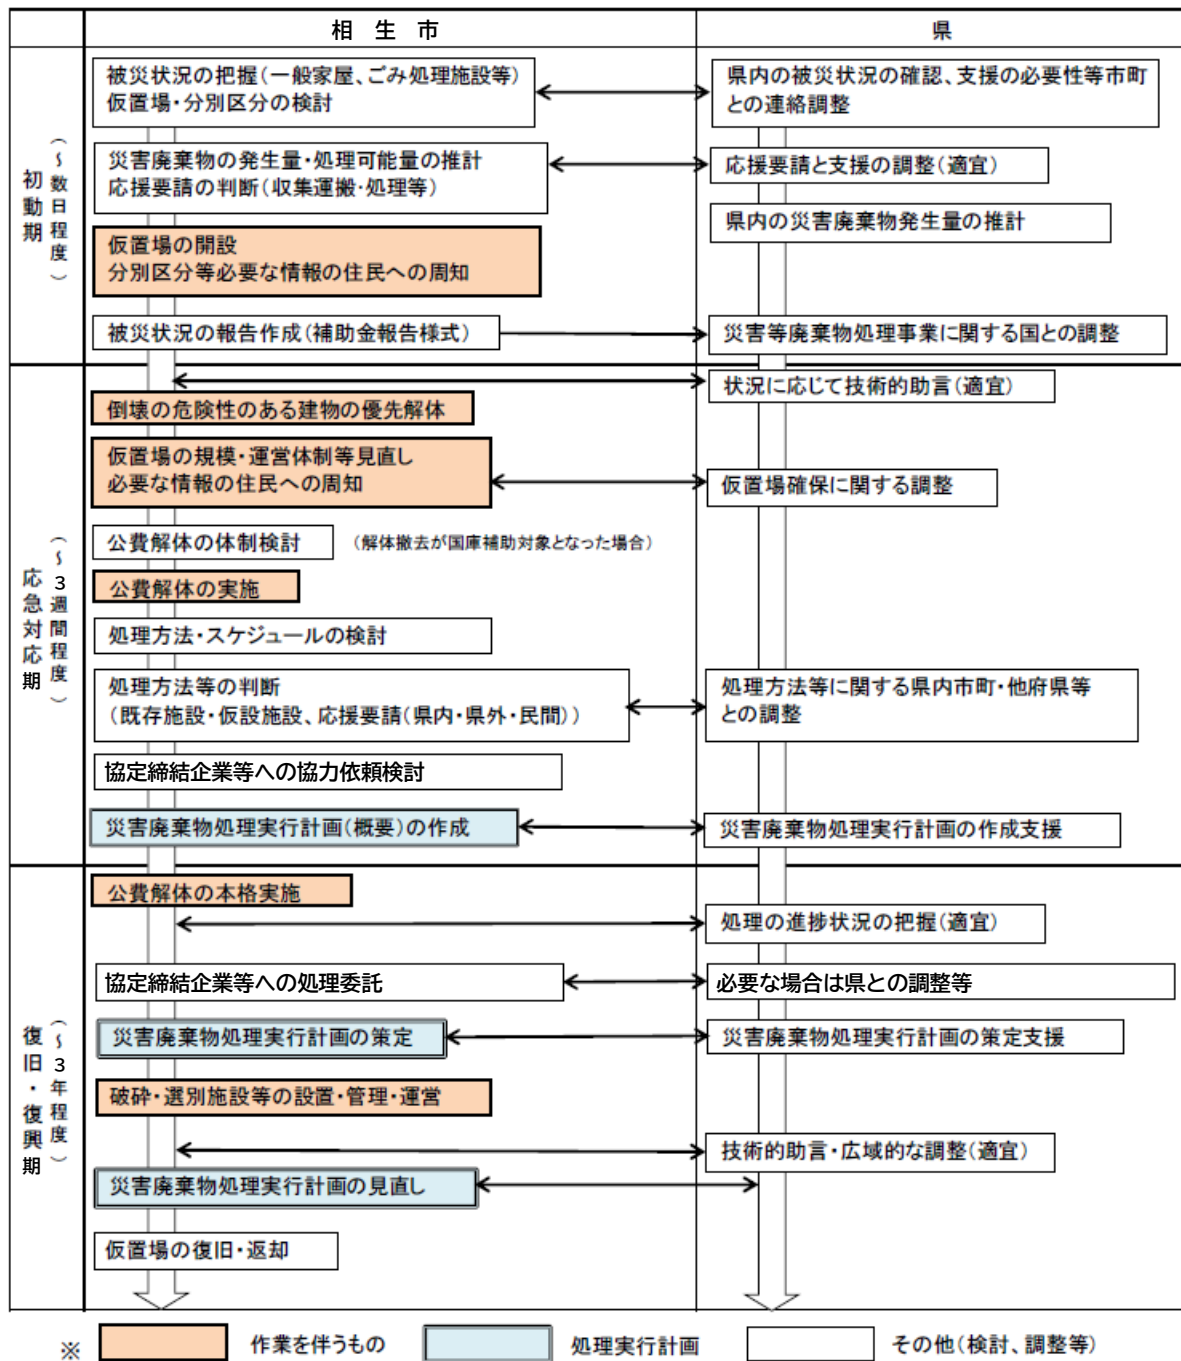 相　生　市
県
初動期
（～数日程度）
被災状況の把握（一般家屋、ごみ処理施設等）
仮置場・分別区分の検討
県内の被災状況の確認、支援の必要性等市町
との連絡調整
災害廃棄物の発生量・処理可能量の推計
応援要請の判断（収集運搬・処理等）
応援要請と支援の調整（適宜）
県内の災害廃棄物発生量の推計
仮置場の開設
分別区分等必要な情報の住民への周知
被災状況の報告作成（補助金報告様式）
災害等廃棄物処理事業に関する国との調整
応急対応期
（～３週間程度）
状況に応じて技術的助言（適宜）
倒壊の危険性のある建物の優先解体
仮置場の規模・運営体制等見直し
必要な情報の住民への周知
仮置場確保に関する調整
公費解体の体制検討
（解体撤去が国庫補助対象となった場合）
公費解体の実施
処理方法・スケジュールの検討
処理方法等の判断
（既存施設・仮設施設、応援要請（県内・県外・民間））
処理方法等に関する県内市町・他府県等
との調整
協定締結企業等への協力依頼検討
災害廃棄物処理実行計画（概要）の作成
災害廃棄物処理実行計画の作成支援
復旧・復興期
（～３年程度）
公費解体の本格実施
処理の進捗状況の把握（適宜）
協定締結企業等への処理委託
必要な場合は県との調整等
災害廃棄物処理実行計画の策定
災害廃棄物処理実行計画の策定支援
破砕・選別施設等の設置・管理・運営
技術的助言・広域的な調整（適宜）
災害廃棄物処理実行計画の見直し
仮置場の復旧・返却
※
作業を伴うもの
処理実行計画
その他（検討、調整等）